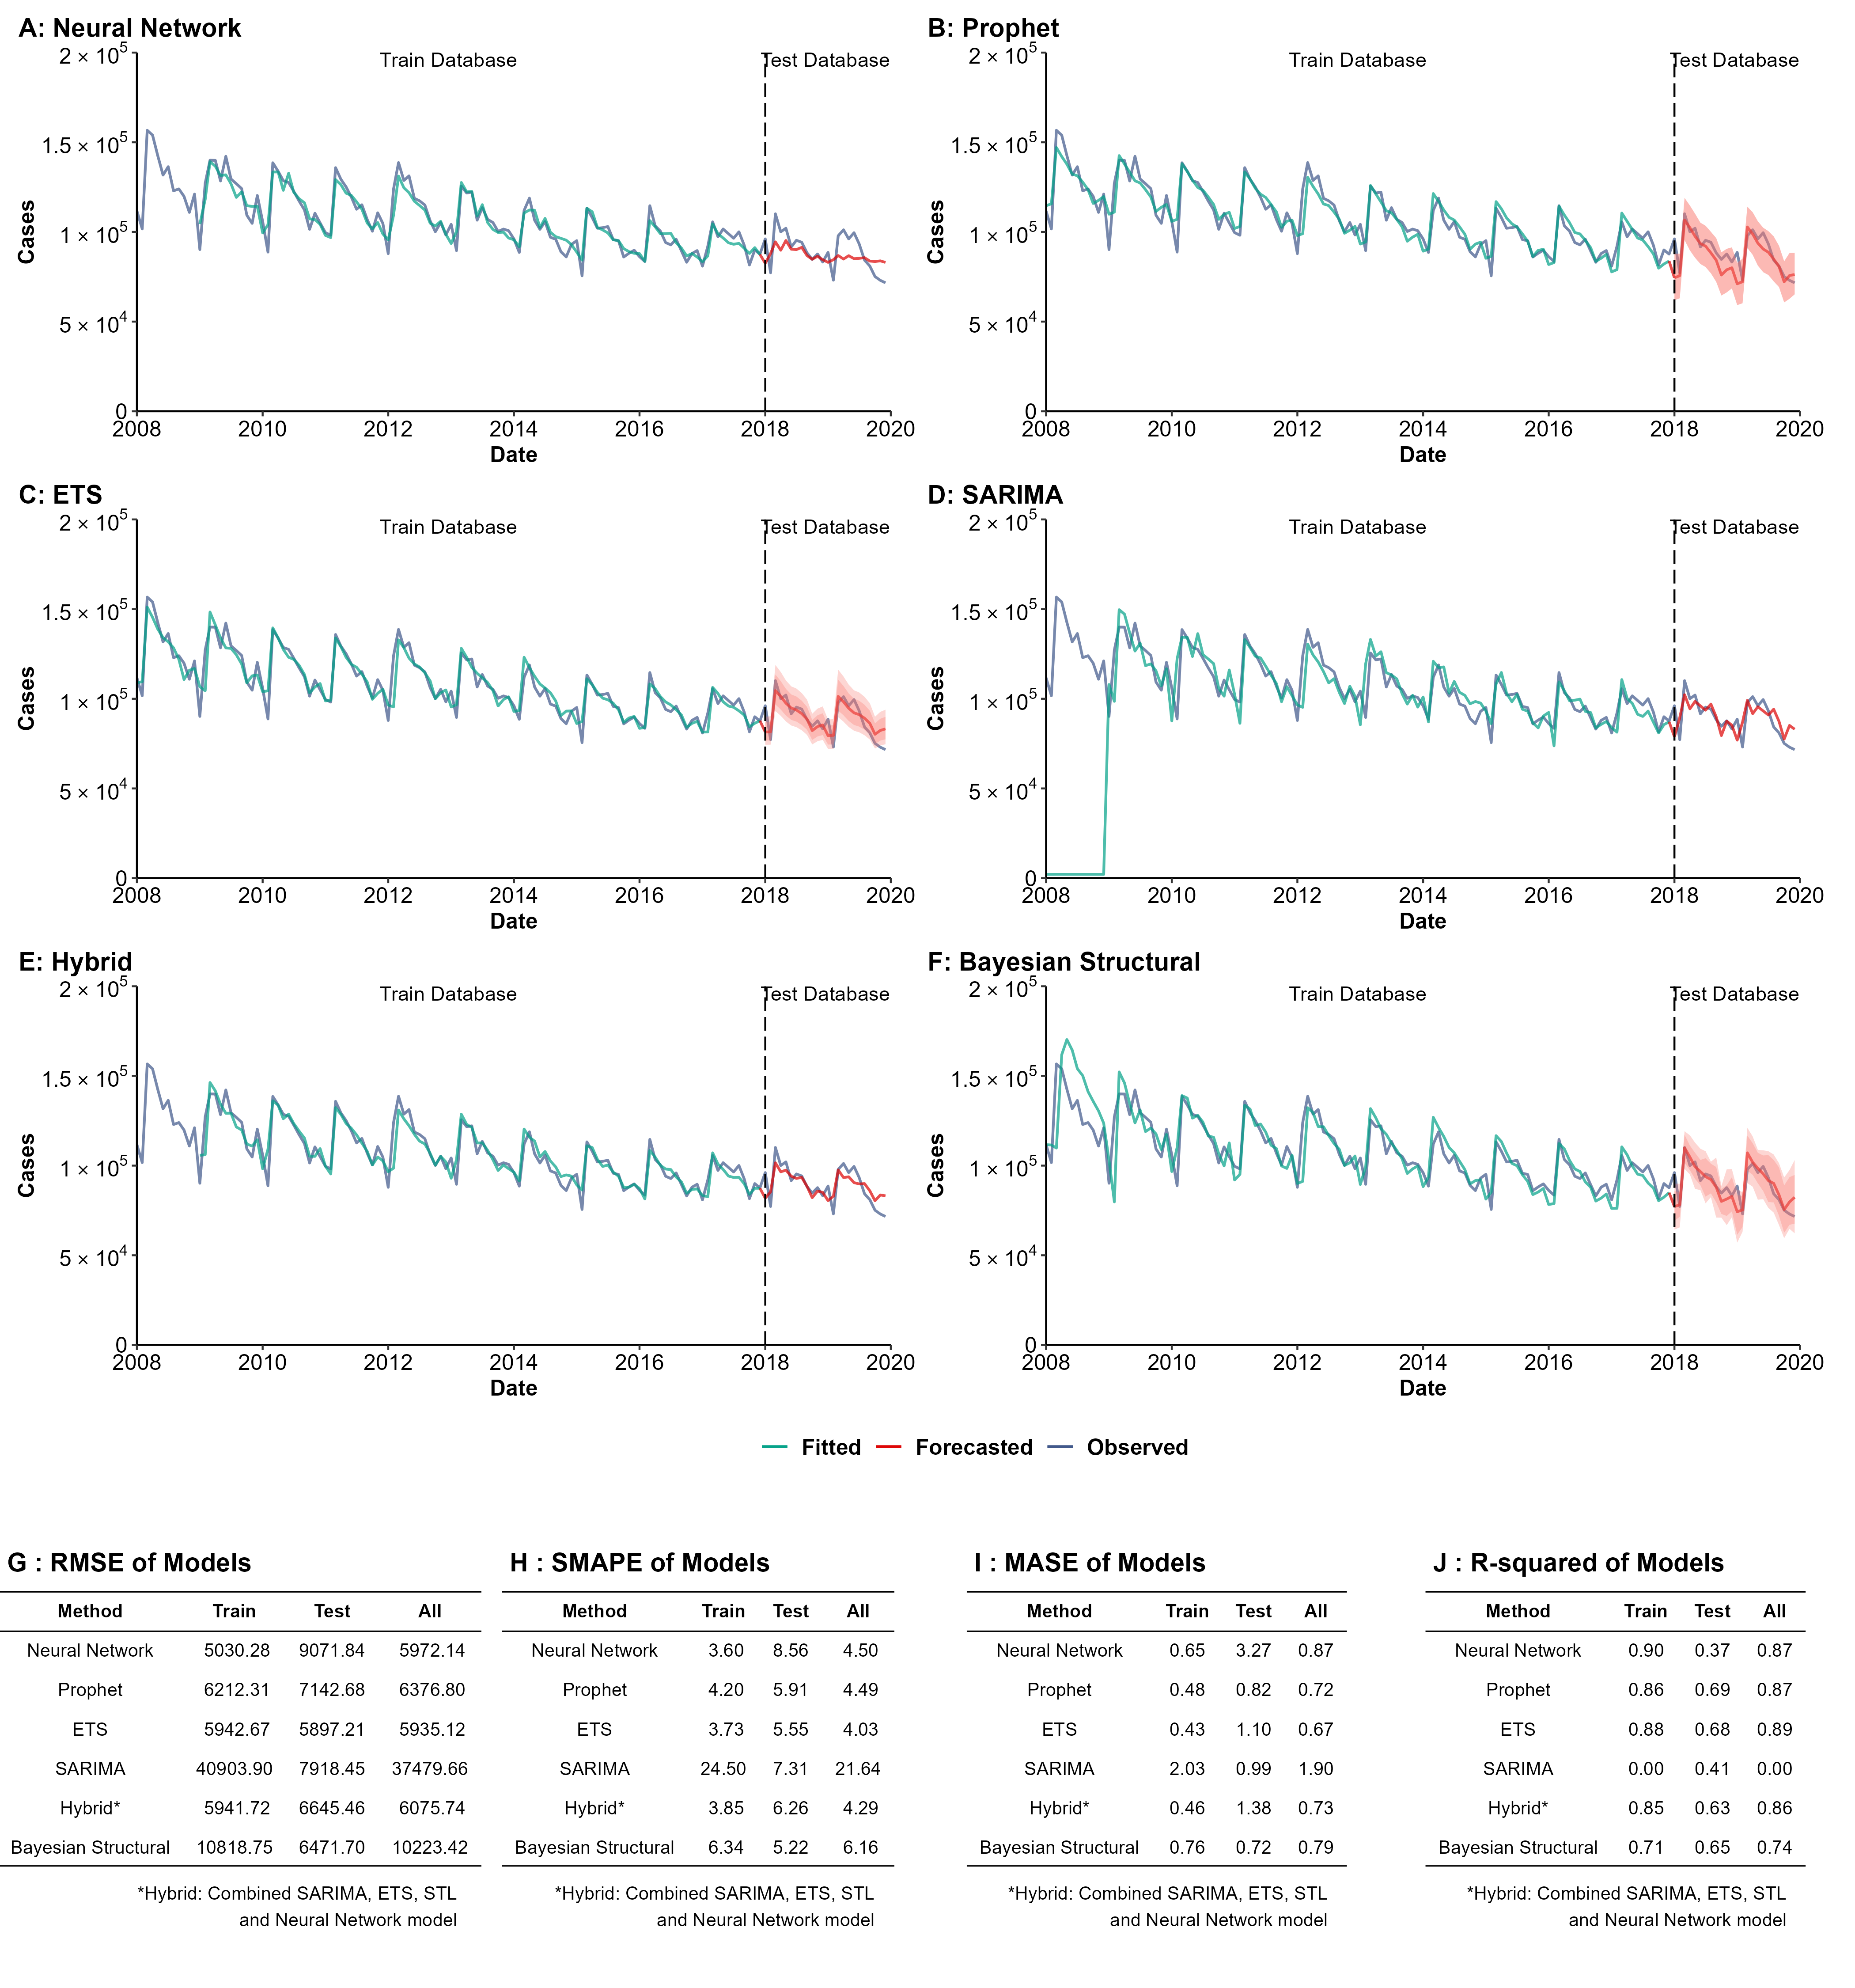 A: Neural Network
Train Database
Test Database
2 × 10^5
1.5 × 10^5
1 × 10^5
5 × 10^4
0
Cases
2008 2010 2012 2014 2016 2018 2020
Date
B: Prophet
Train Database
Test Database
2 × 10^5
1.5 × 10^5
1 × 10^5
5 × 10^4
0
Cases
2008 2010 2012 2014 2016 2018 2020
Date
C: ETS
Train Database
Test Database
2 × 10^5
1.5 × 10^5
1 × 10^5
5 × 10^4
0
Cases
2008 2010 2012 2014 2016 2018 2020
Date
D: SARIMA
Train Database
Test Database
2 × 10^5
1.5 × 10^5
1 × 10^5
5 × 10^4
0
Cases
2008 2010 2012 2014 2016 2018 2020
Date
E: Hybrid
Train Database
Test Database
2 × 10^5
1.5 × 10^5
1 × 10^5
5 × 10^4
0
Cases
2008 2010 2012 2014 2016 2018 2020
Date
F: Bayesian Structural
Train Database
Test Database
2 × 10^5
1.5 × 10^5
1 × 10^5
5 × 10^4
0
Cases
2008 2010 2012 2014 2016 2018 2020
Date
Fitted Forecasted Observed
G : RMSE of Models
Method Train Test All
Neural Network 5030.28 9071.84 5972.14
Prophet 6212.31 7142.68 6376.80
ETS 5942.67 5897.21 5935.12
SARIMA 40903.90 7918.45 37479.66
Hybrid* 5941.72 6645.46 6075.74
Bayesian Structural 10818.75 6471.70 10223.42
*Hybrid: Combined SARIMA, ETS, STL
and Neural Network model
H : SMAPE of Models
Method Train Test All
Neural Network 3.60 8.56 4.50
Prophet 4.20 5.91 4.49
ETS 3.73 5.55 4.03
SARIMA 24.50 7.31 21.64
Hybrid* 3.85 6.26 4.29
Bayesian Structural 6.34 5.22 6.16
*Hybrid: Combined SARIMA, ETS, STL
and Neural Network model
I : MASE of Models
Method Train Test All
Neural Network 0.65 3.27 0.87
Prophet 0.48 0.82 0.72
ETS 0.43 1.10 0.67
SARIMA 2.03 0.99 1.90
Hybrid* 0.46 1.38 0.73
Bayesian Structural 0.76 0.72 0.79
*Hybrid: Combined SARIMA, ETS, STL
and Neural Network model
J : R-squared of Models
Method Train Test All
Neural Network 0.90 0.37 0.87
Prophet 0.86 0.69 0.87
ETS 0.88 0.68 0.89
SARIMA 0.00 0.41 0.00
Hybrid* 0.85 0.63 0.86
Bayesian Structural 0.71 0.65 0.74
*Hybrid: Combined SARIMA, ETS, STL
and Neural Network model